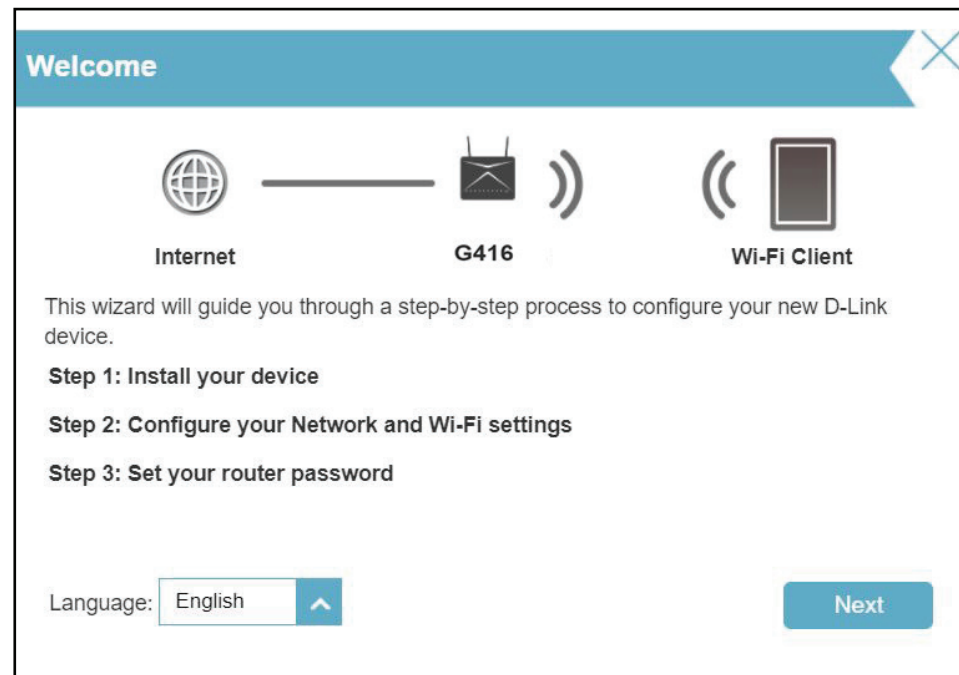 Welcome
Internet
G416
Wi-Fi Client
This wizard will guide you through a step-by-step process to configure your new D-Link
device.
Step 1: Install your device
Step 2: Configure your Network and Wi-Fi settings
Step 3: Set your router password
Language: English
Next